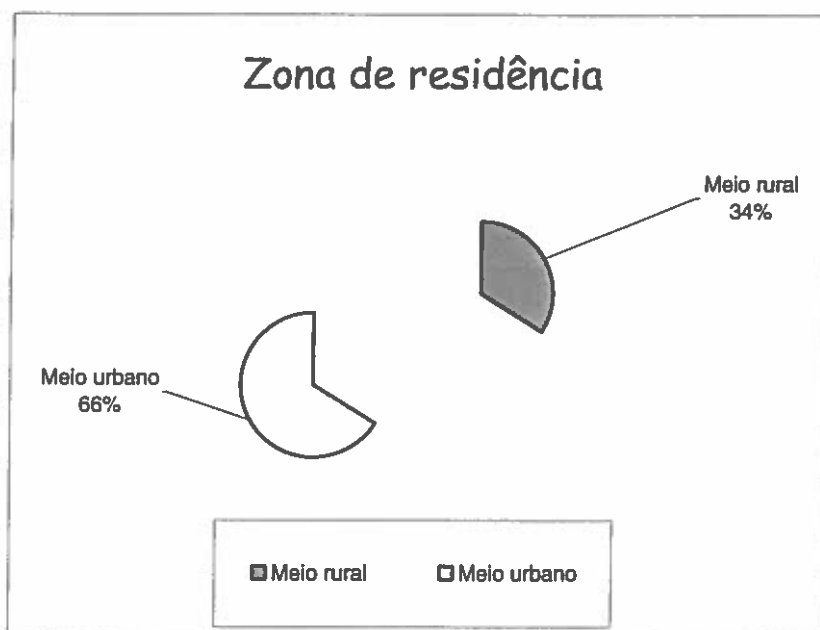 Zona de residência
Meio rural
34%
Meio urbano
66%
Meio rural
Meio urbano